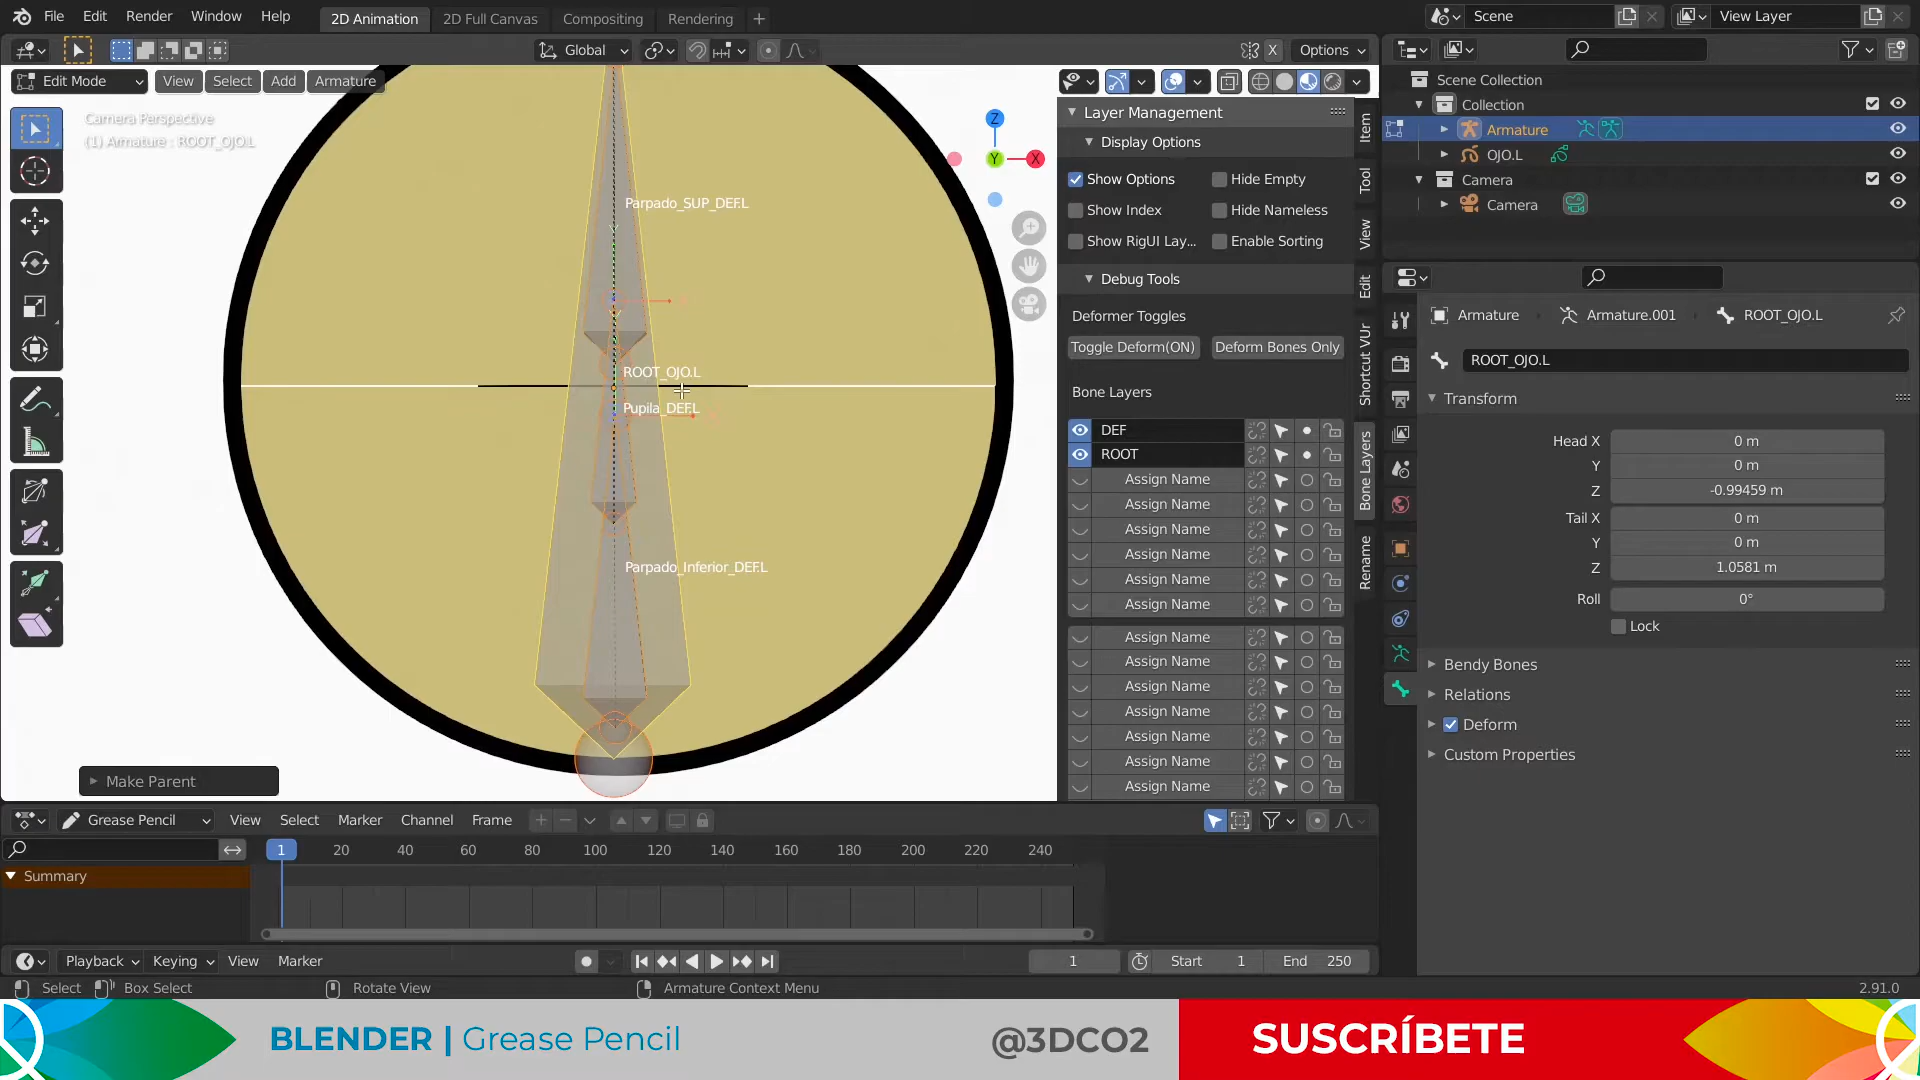 File Edit Render Window Help 2D Animation 2D Full Canvas Compositing Rendering + Scene View Layer
Global X Options
Edit Mode View Select Add Armature
Camera Perspective
(1) Armature : ROOT_OJO.L
Z
Y
X
Parpado_SUP_DEF.L
ROOT_OJO.L
Pupila_DEF.L
Parpado_Inferior_DEF.L
Make Parent
Layer Management
Display Options
Show Options Hide Empty
Show Index Hide Nameless
Show RigUI Lay... Enable Sorting
Debug Tools
Deformer Toggles
Toggle Deform(ON) Deform Bones Only
Bone Layers
DEF
ROOT
Assign Name
Assign Name
Assign Name
Assign Name
Assign Name
Assign Name
Assign Name
Assign Name
Assign Name
Assign Name
Assign Name
Assign Name
Assign Name
Item
Tool
View
Edit
Shortcut VUr
Bone Layers
Rename
Scene Collection
Collection
Armature
OJO.L
Camera
Camera
Armature Armature.001 ROOT_OJO.L
ROOT_OJO.L
Transform
Head X 0 m
Y 0 m
Z -0.99459 m
Tail X 0 m
Y 0 m
Z 1.0581 m
Roll 0°
Lock
Bendy Bones
Relations
Deform
Custom Properties
Grease Pencil View Select Marker Channel Frame
1 20 40 60 80 100 120 140 160 180 200 220 240
Summary
Playback Keying View Marker 1 Start 1 End 250
Select Box Select Rotate View Armature Context Menu 2.91.0
BLENDER | Grease Pencil @3DCO2 SUSCRÍBETE